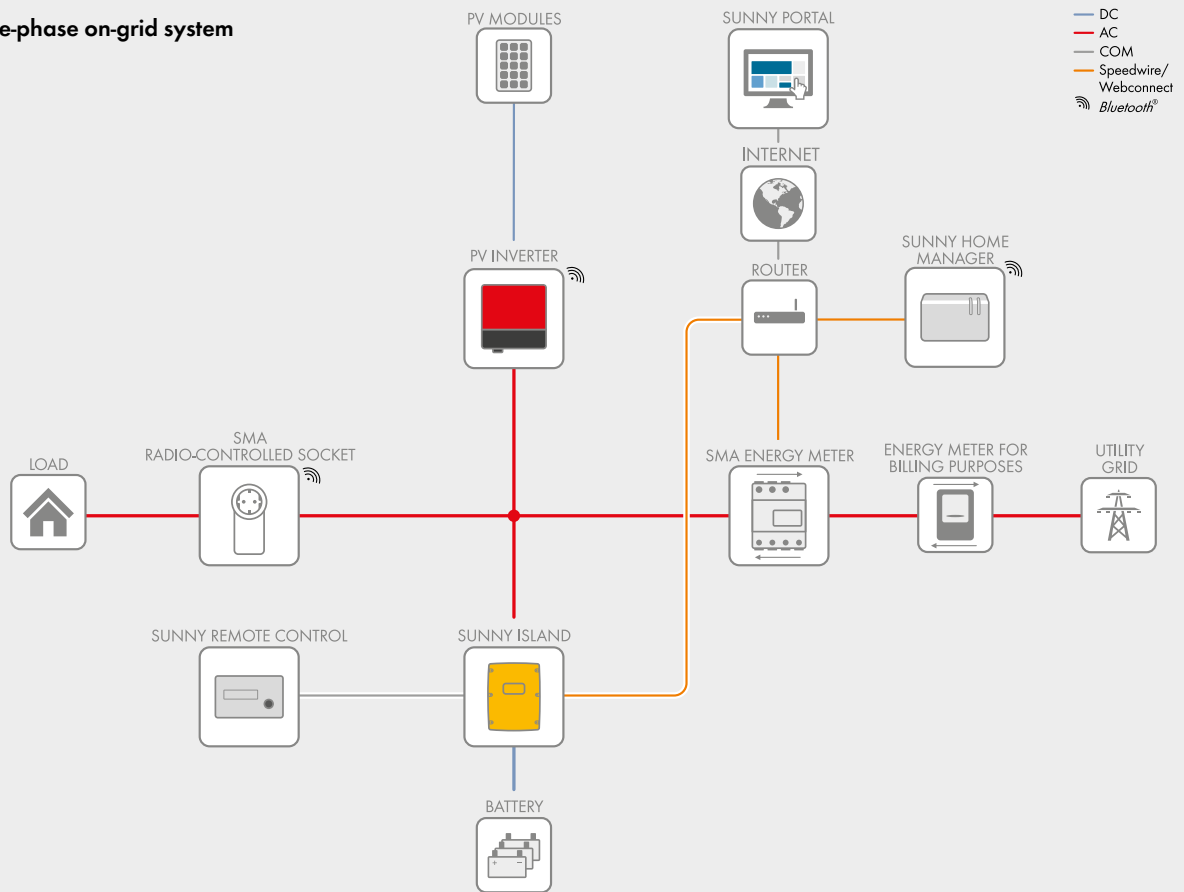 e-phase on-grid system
PV MODULES
SUNNY PORTAL
DC
AC
COM
Speedwire/
Webconnect
Bluetooth®
INTERNET
PV INVERTER
ROUTER
SUNNY HOME
MANAGER
LOAD
SMA
RADIO-CONTROLLED SOCKET
SMA ENERGY METER
ENERGY METER FOR
BILLING PURPOSES
UTILITY
GRID
SUNNY REMOTE CONTROL
SUNNY ISLAND
BATTERY
+ −